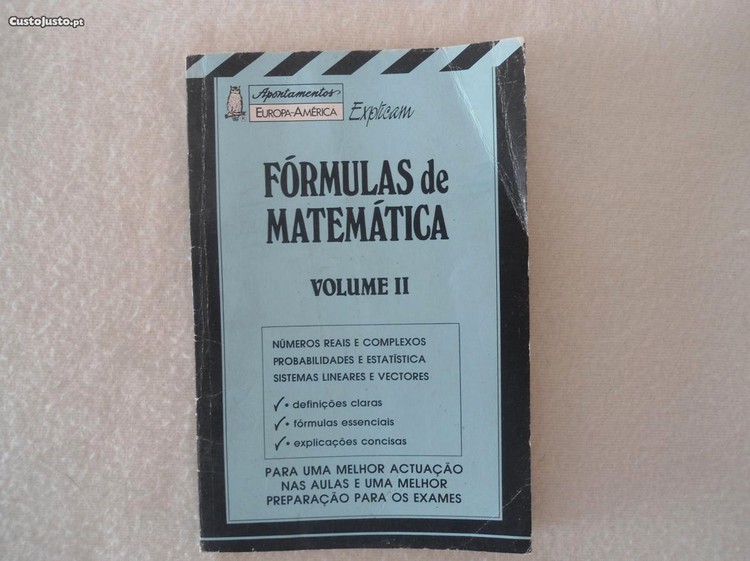 CustoJusto.pt
Apontamentos
EUROPA-AMÉRICA Explicam
FÓRMULAS de
MATEMÁTICA
VOLUME II
NÚMEROS REAIS E COMPLEXOS
PROBABILIDADES E ESTATÍSTICA
SISTEMAS LINEARES E VECTORES
✓• definições claras
✓• fórmulas essenciais
✓• explicações concisas
PARA UMA MELHOR ACTUAÇÃO
NAS AULAS E UMA MELHOR
PREPARAÇÃO PARA OS EXAMES